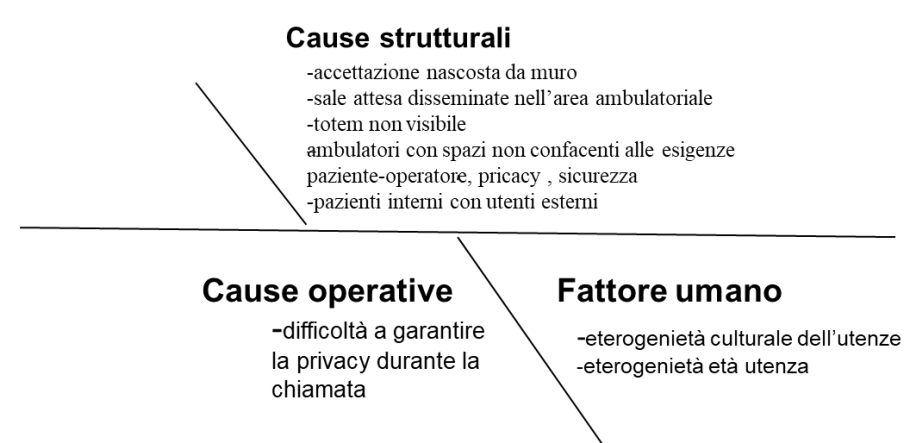 Cause strutturali
-accettazione nascosta da muro
-sale attesa disseminate nell'area ambulatoriale
-totem non visibile
ambulatori con spazi non confacenti alle esigenze
paziente-operatore, pricacy , sicurezza
-pazienti interni con utenti esterni
Cause operative
-difficoltà a garantire
la privacy durante la
chiamata
Fattore umano
-eterogenietà culturale dell'utenze
-eterogenietà età utenza